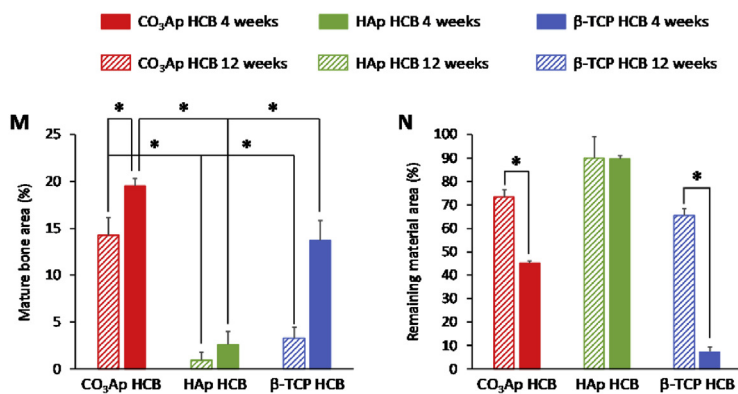 CO₃Ap HCB 4 weeks
HAp HCB 4 weeks
β-TCP HCB 4 weeks
CO₃Ap HCB 12 weeks
HAp HCB 12 weeks
β-TCP HCB 12 weeks
M
Mature bone area (%)
25
20
15
10
5
0
*
*
*
*
*
CO₃Ap HCB
HAp HCB
β-TCP HCB
N
Remaining material area (%)
100
90
80
70
60
50
40
30
20
10
0
*
*
CO₃Ap HCB
HAp HCB
β-TCP HCB